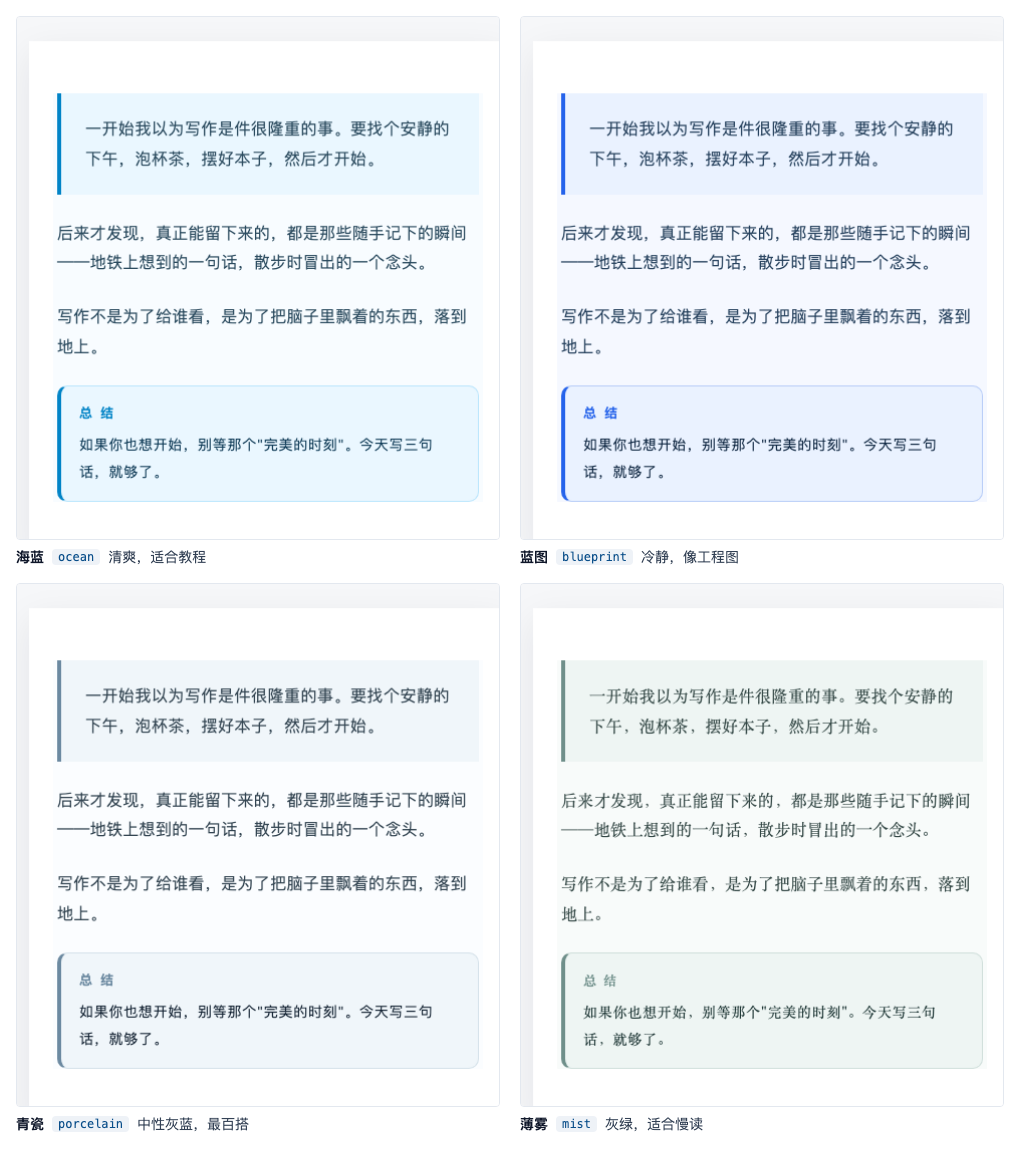 一开始我以为写作是件很隆重的事。要找个安静的
下午，泡杯茶，摆好本子，然后才开始。
后来才发现，真正能留下来的，都是那些随手记下的瞬间
——地铁上想到的一句话，散步时冒出的一个念头。
写作不是为了给谁看，是为了把脑子里飘着的东西，落到
地上。
总 结
如果你也想开始，别等那个"完美的时刻"。今天写三句
话，就够了。
海蓝 ocean 清爽，适合教程
一开始我以为写作是件很隆重的事。要找个安静的
下午，泡杯茶，摆好本子，然后才开始。
后来才发现，真正能留下来的，都是那些随手记下的瞬间
——地铁上想到的一句话，散步时冒出的一个念头。
写作不是为了给谁看，是为了把脑子里飘着的东西，落到
地上。
总 结
如果你也想开始，别等那个"完美的时刻"。今天写三句
话，就够了。
蓝图 blueprint 冷静，像工程图
一开始我以为写作是件很隆重的事。要找个安静的
下午，泡杯茶，摆好本子，然后才开始。
后来才发现，真正能留下来的，都是那些随手记下的瞬间
——地铁上想到的一句话，散步时冒出的一个念头。
写作不是为了给谁看，是为了把脑子里飘着的东西，落到
地上。
总 结
如果你也想开始，别等那个"完美的时刻"。今天写三句
话，就够了。
青瓷 porcelain 中性灰蓝，最百搭
一开始我以为写作是件很隆重的事。要找个安静的
下午，泡杯茶，摆好本子，然后才开始。
后来才发现，真正能留下来的，都是那些随手记下的瞬间
——地铁上想到的一句话，散步时冒出的一个念头。
写作不是为了给谁看，是为了把脑子里飘着的东西，落到
地上。
总 结
如果你也想开始，别等那个"完美的时刻"。今天写三句
话，就够了。
薄雾 mist 灰绿，适合慢读